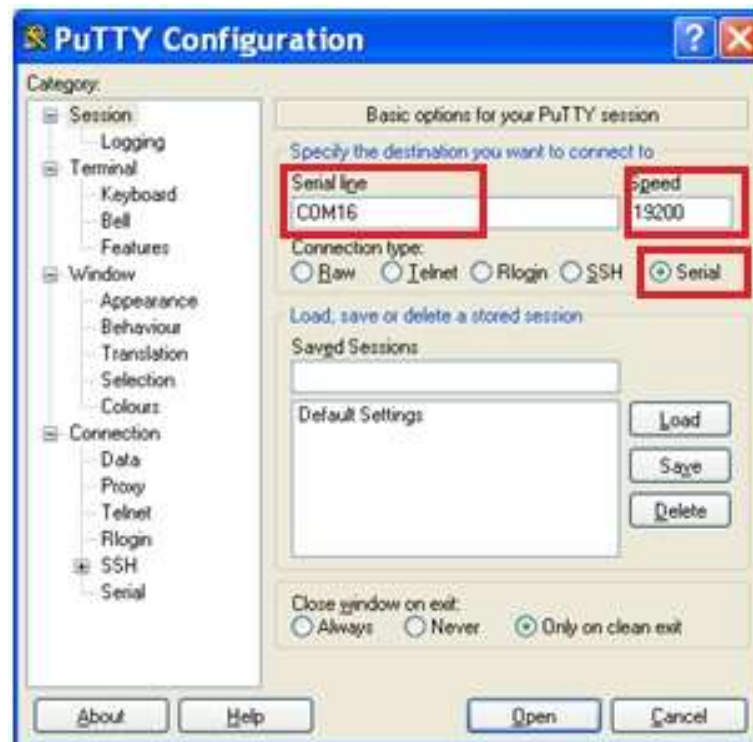 PuTTY Configuration
Category:
Session
Logging
Terminal
Keyboard
Bell
Features
Window
Appearance
Behaviour
Translation
Selection
Colours
Connection
Data
Proxy
Telnet
Rlogin
SSH
Serial
Basic options for your PuTTY session
Specify the destination you want to connect to
Serial line Speed
COM16 19200
Connection type:
Raw Telnet Rlogin SSH Serial
Load, save or delete a stored session
Saved Sessions
Default Settings
Load
Save
Delete
Close window on exit:
Always Never Only on clean exit
About Help Open Cancel